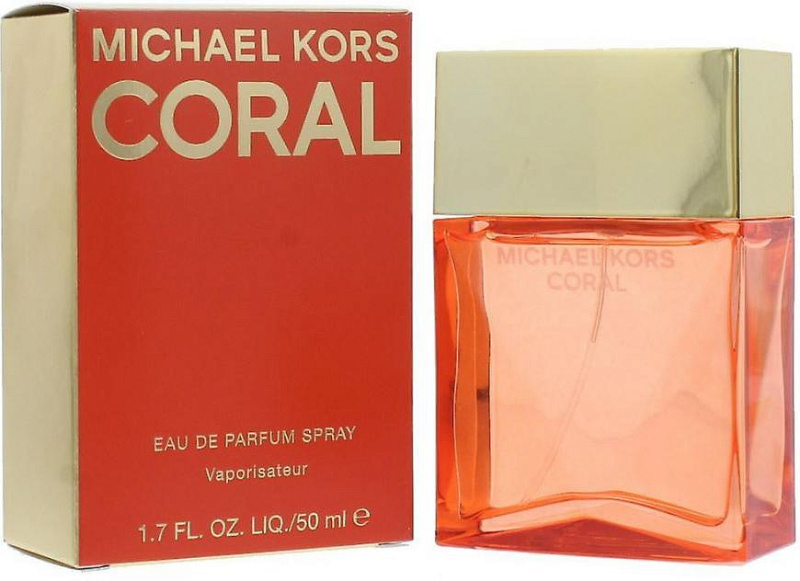 MICHAEL KORS
CORAL
EAU DE PARFUM SPRAY
Vaporisateur
1.7 FL. OZ. LIQ./50 ml ℮
MICHAEL KORS
CORAL